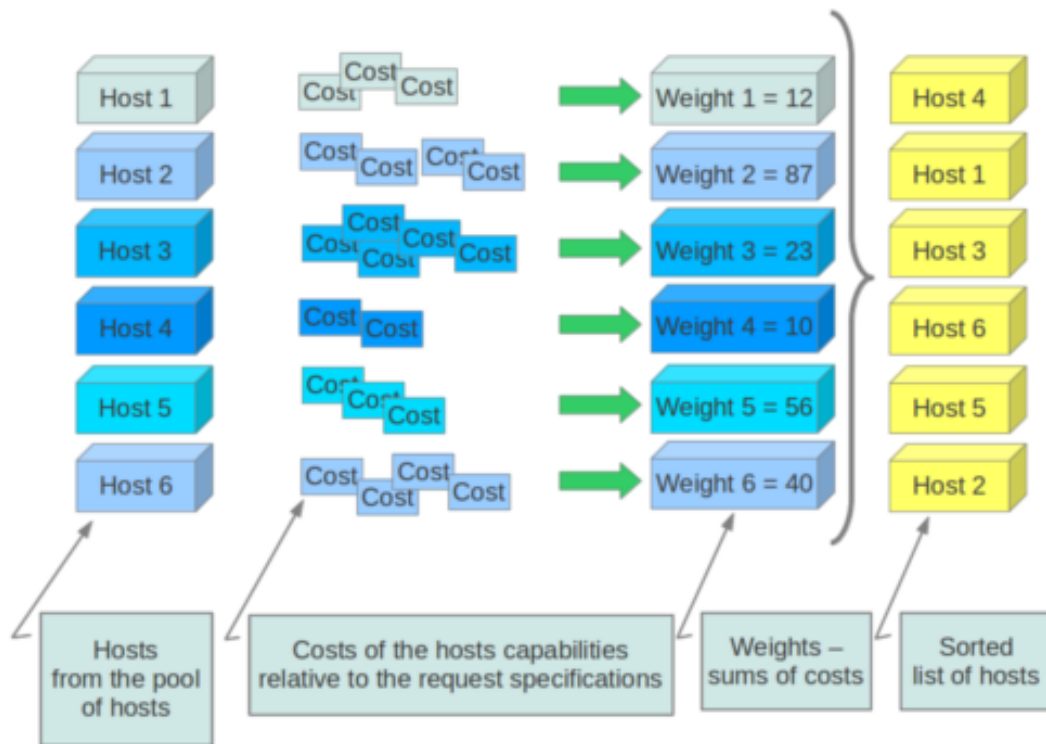 Host 1
Cost
Cost
Cost
Weight 1 = 12
Host 4
Host 2
Cost
Cost
Cost
Cost
Weight 2 = 87
Host 1
Host 3
Cost
Cost
Cost
Cost
Cost
Weight 3 = 23
Host 3
Host 4
Cost
Cost
Weight 4 = 10
Host 6
Host 5
Cost
Cost
Cost
Weight 5 = 56
Host 5
Host 6
Cost
Cost
Cost
Cost
Weight 6 = 40
Host 2
Hosts
from the pool
of hosts
Costs of the hosts capabilities
relative to the request specifications
Weights –
sums of costs
Sorted
list of hosts